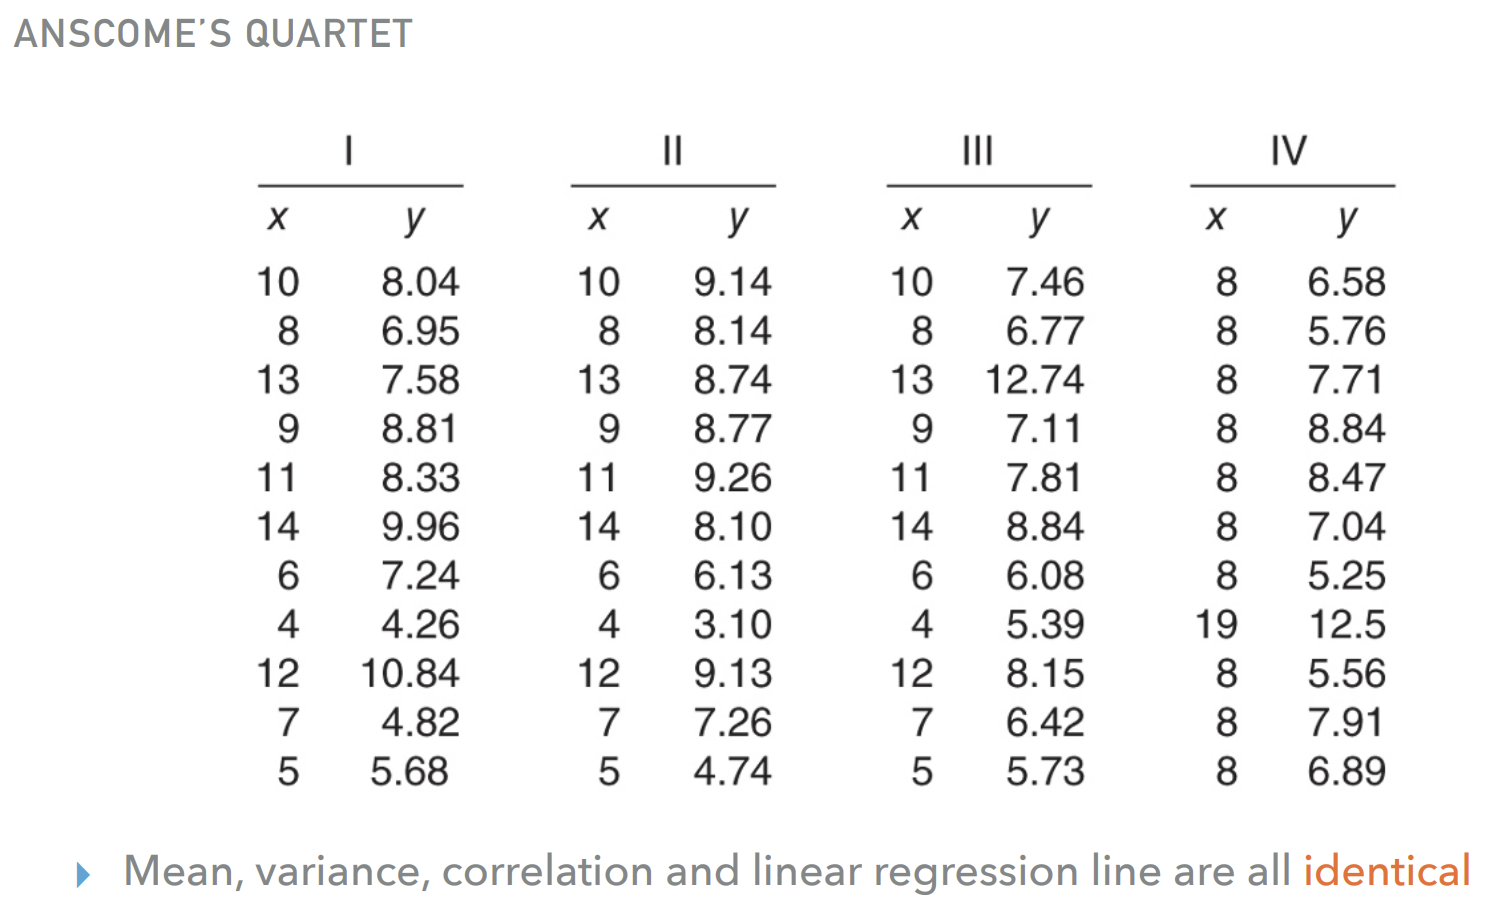 ANSCOME'S QUARTET
I II III IV
x y x y x y x y
10 8.04 10 9.14 10 7.46 8 6.58
8 6.95 8 8.14 8 6.77 8 5.76
13 7.58 13 8.74 13 12.74 8 7.71
9 8.81 9 8.77 9 7.11 8 8.84
11 8.33 11 9.26 11 7.81 8 8.47
14 9.96 14 8.10 14 8.84 8 7.04
6 7.24 6 6.13 6 6.08 8 5.25
4 4.26 4 3.10 4 5.39 19 12.5
12 10.84 12 9.13 12 8.15 8 5.56
7 4.82 7 7.26 7 6.42 8 7.91
5 5.68 5 4.74 5 5.73 8 6.89
Mean, variance, correlation and linear regression line are all identical